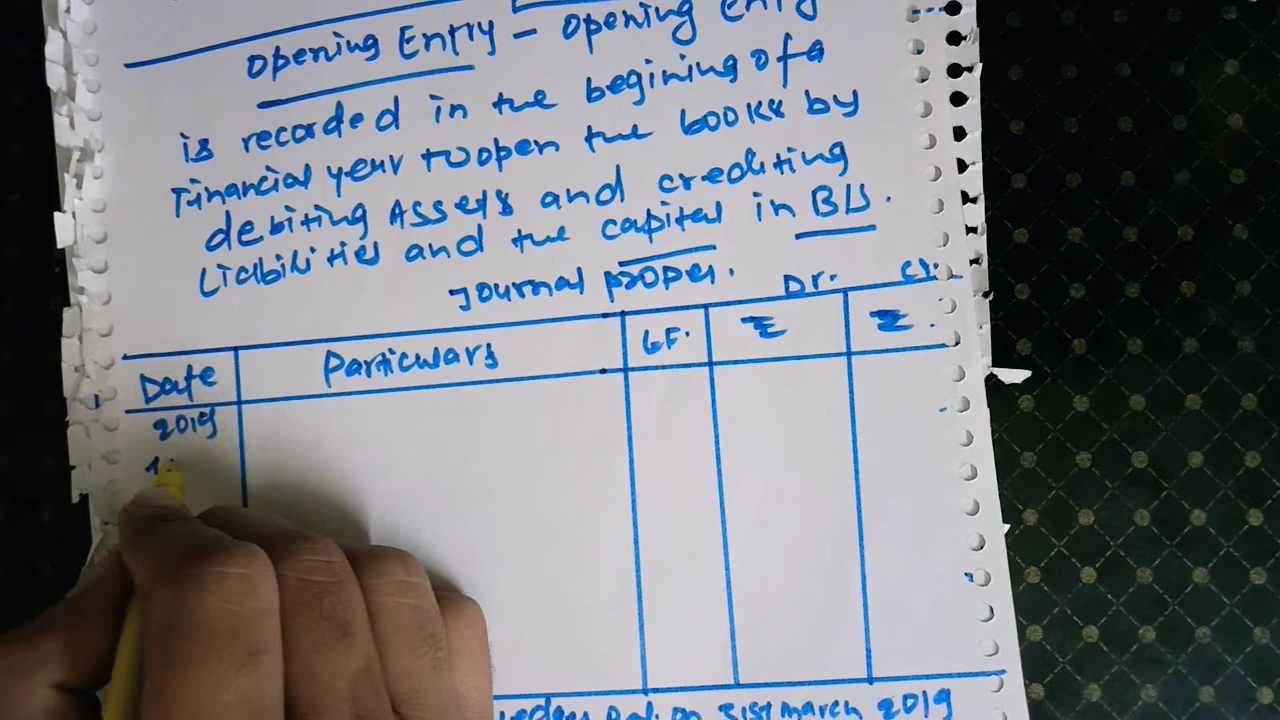 Opening Entry - Opening Entry
is recorded in the begining of a
Financial year to open the books by
debiting Assets and crediting
Liabilities and the capital in B/S.
Journal proper.
Dr. Cr.
Date Particulars L.F. ₹ ₹.
2019
on 31st march 2019